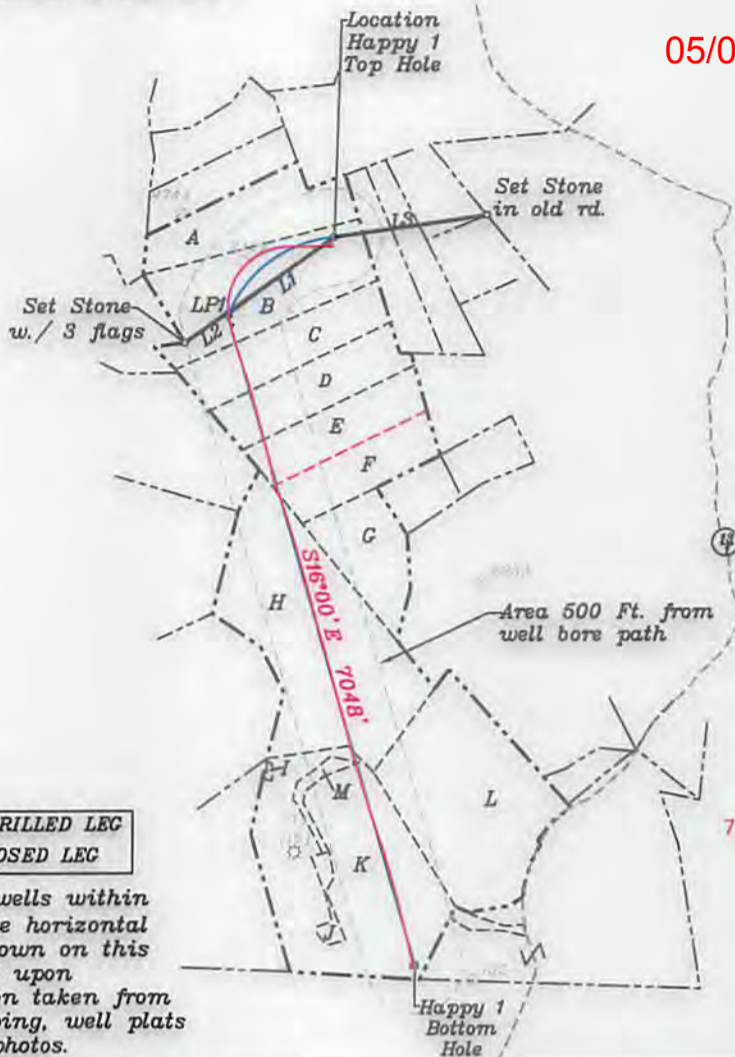 Location
Happy 1
Top Hole
05/0
Set Stone
in old rd.
L3
A
L1
LP1
B
Set Stone
w./ 3 flags
L2
C
D
E
F
G
H
S16°00'E 7048'
Area 500 Ft. from
well bore path
M
L
K
J
RILLED LEG
OSED LEG
7
wells within
e horizontal
own on this
upon
n taken from
ing, well plats
photos.
Happy 1
Bottom
Hole